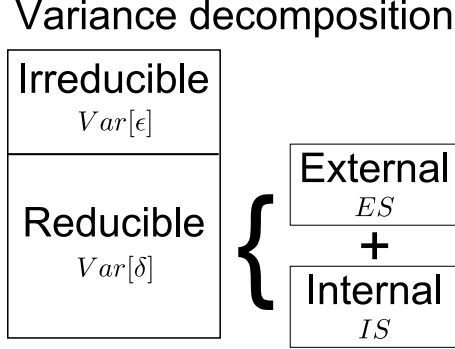 Variance decomposition
Irreducible
Var[ϵ]
Reducible
Var[δ]
{
External
ES
+
Internal
IS